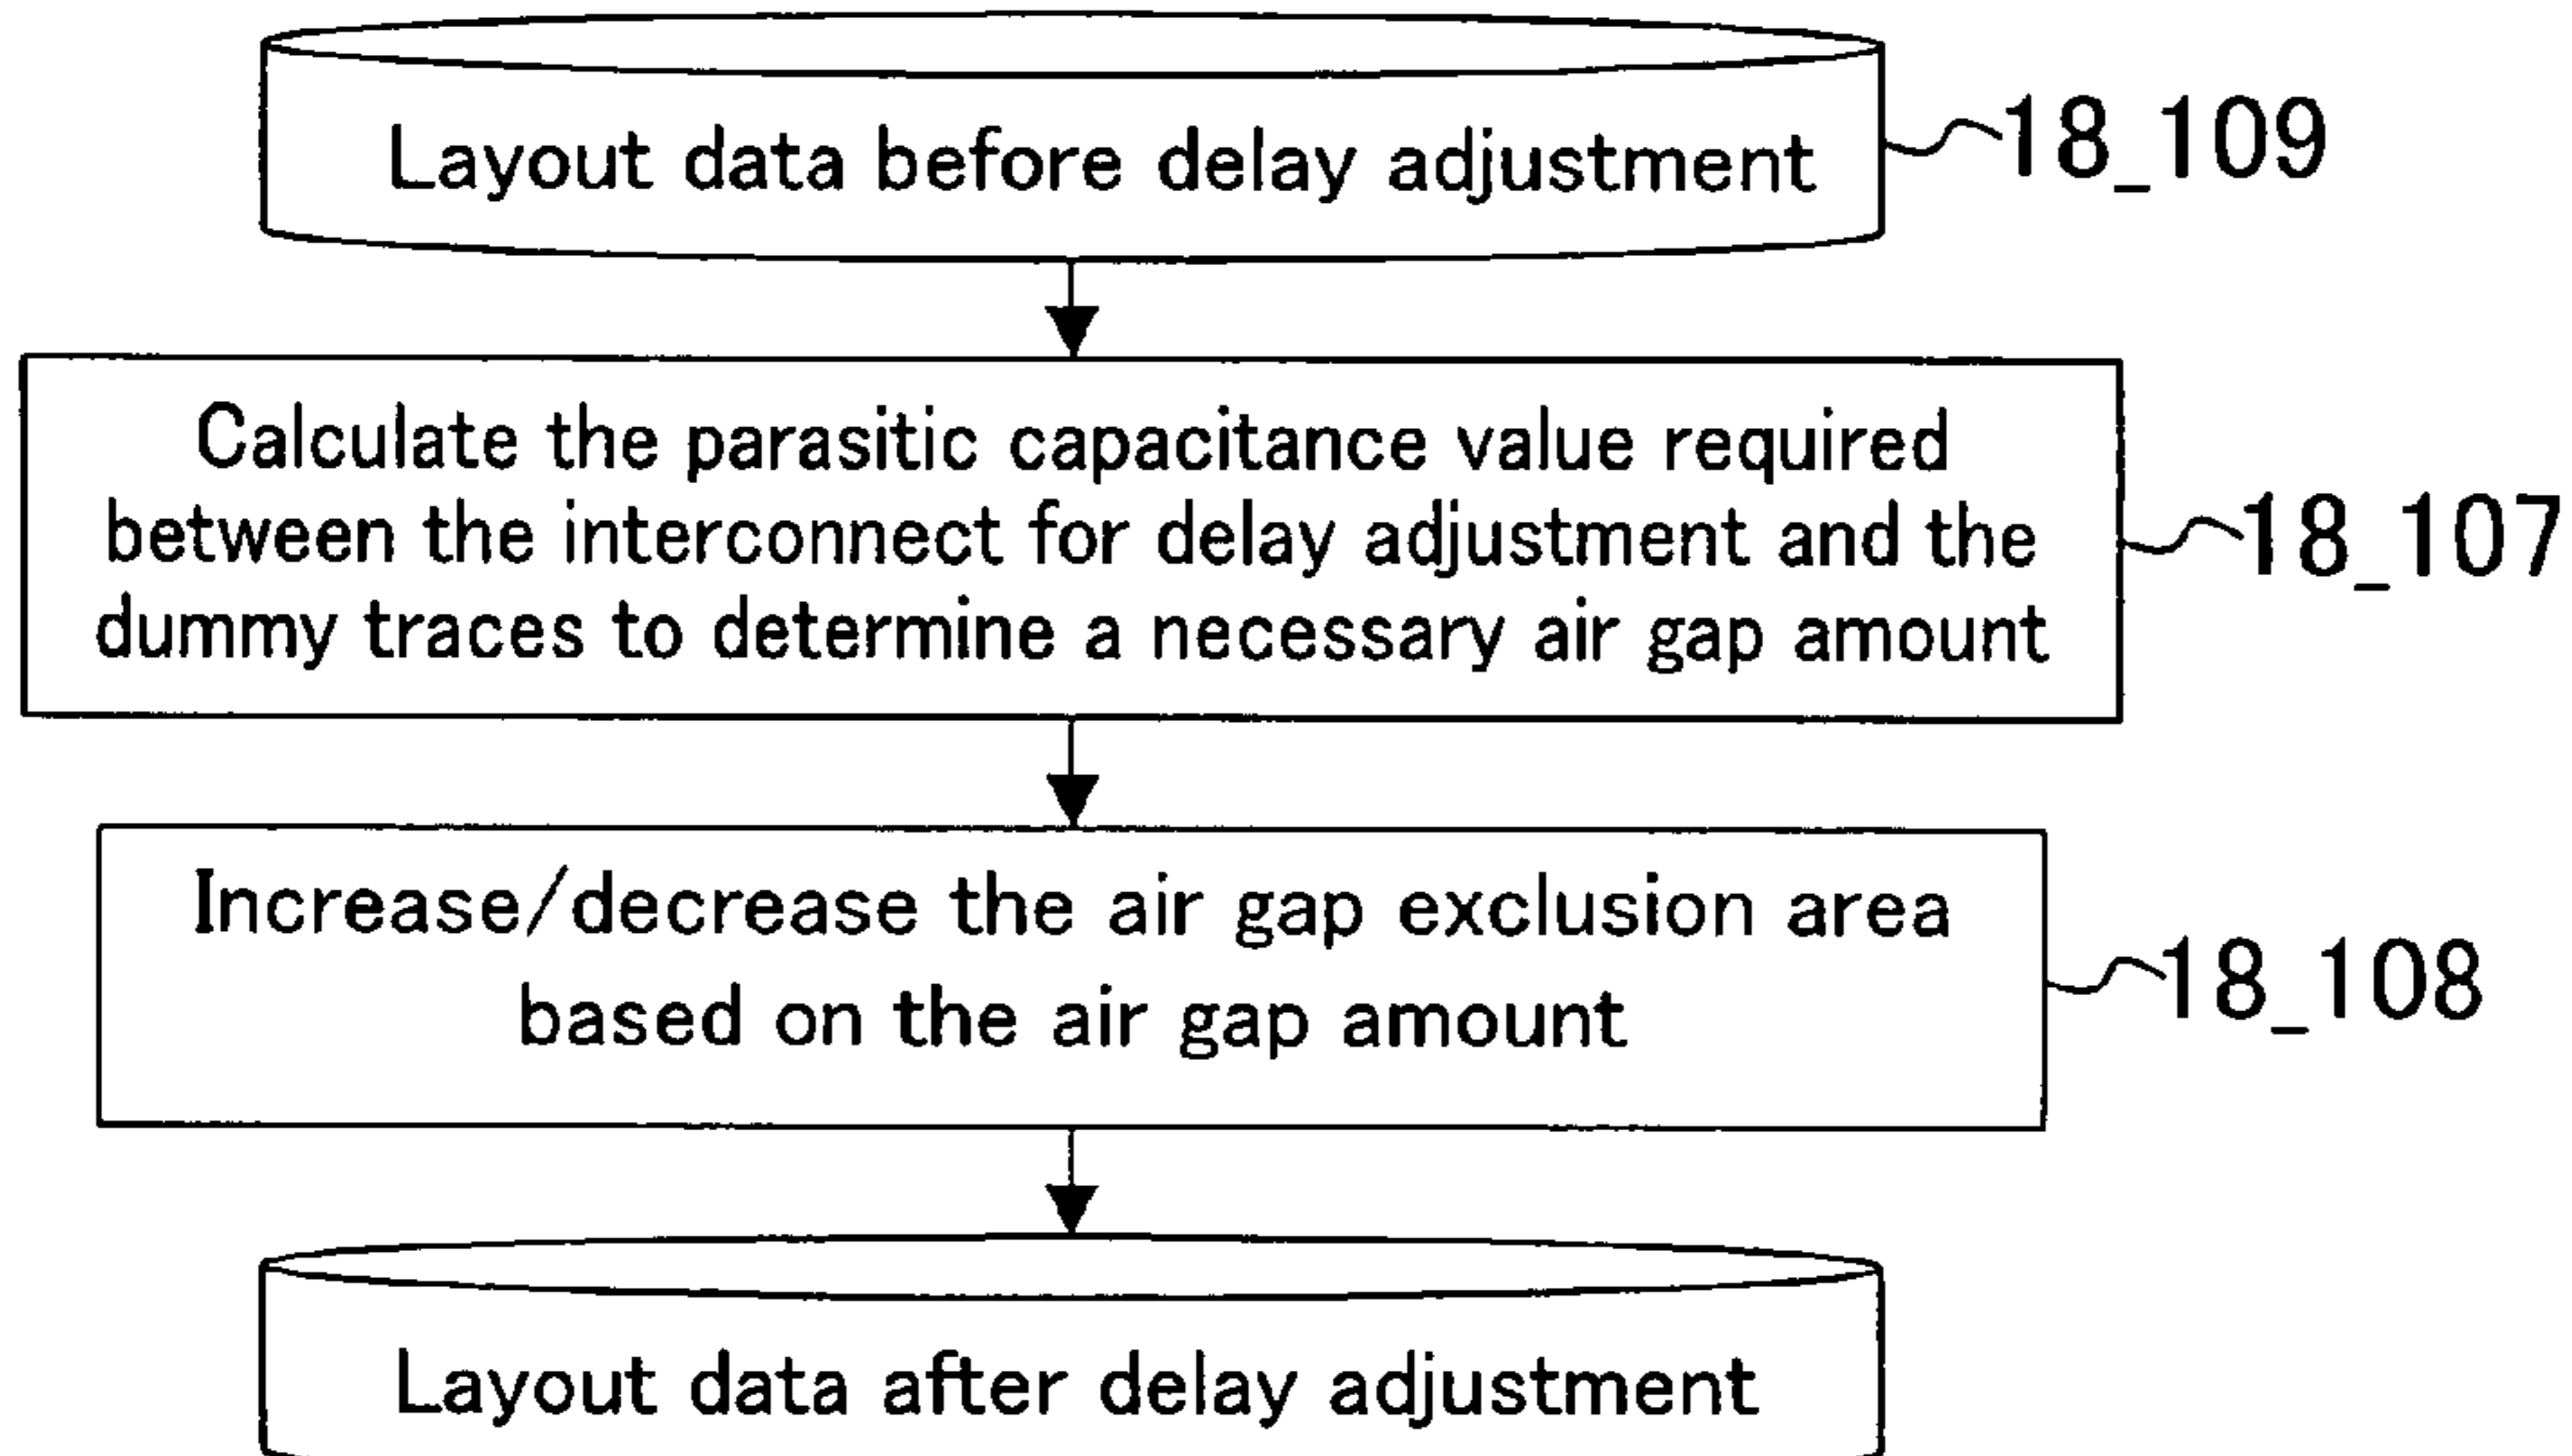 Layout data before delay adjustment
18_109
Calculate the parasitic capacitance value required
between the interconnect for delay adjustment and the
dummy traces to determine a necessary air gap amount
18_107
Increase/decrease the air gap exclusion area
based on the air gap amount
18_108
Layout data after delay adjustment